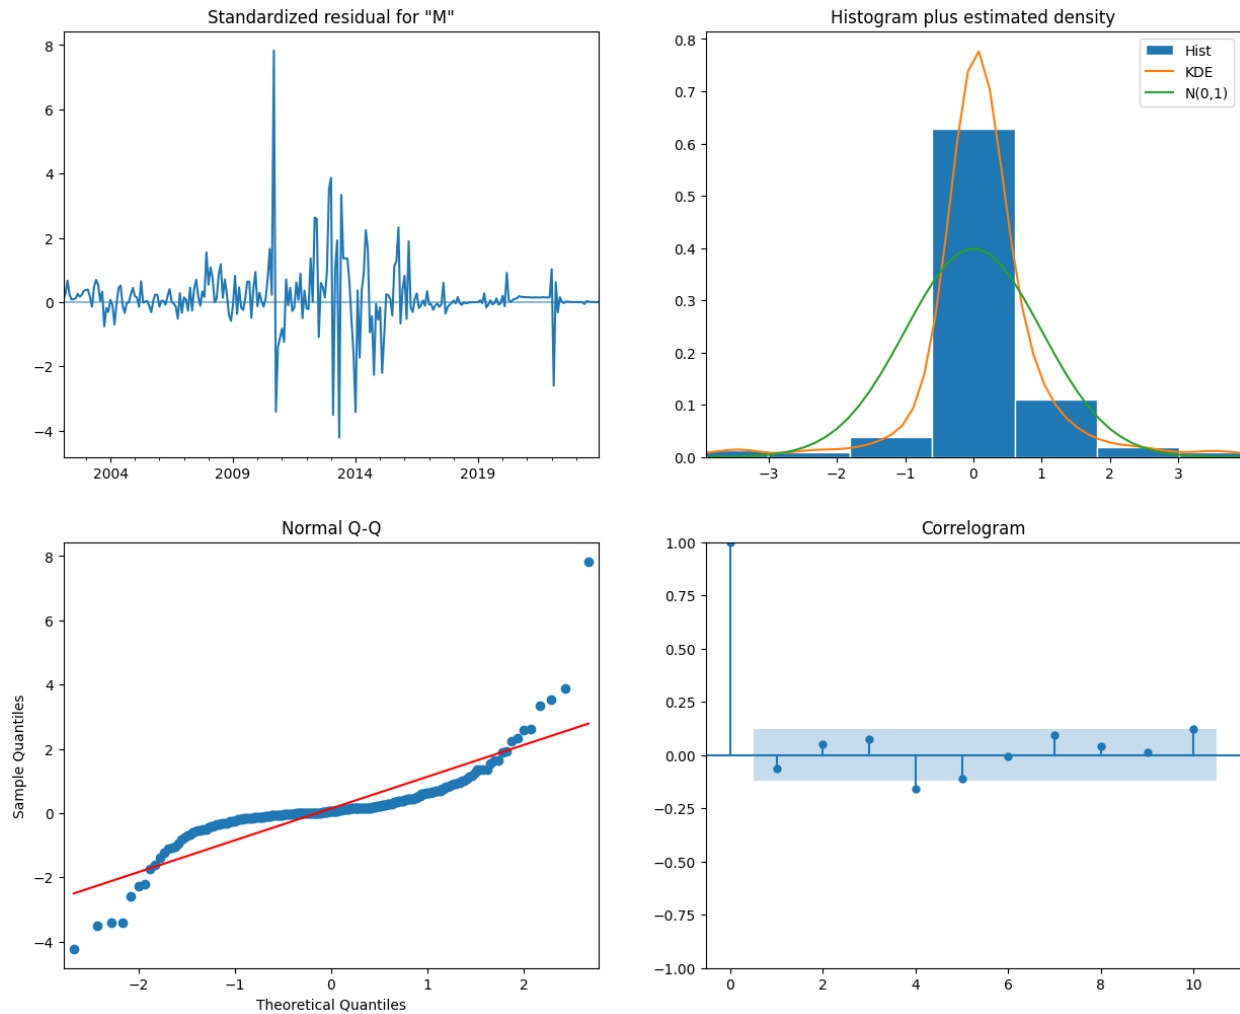 Standardized residual for "M"
8
6
4
2
0
−2
−4
2004 2009 2014 2019
Histogram plus estimated density
Hist
KDE
N(0,1)
0.8
0.7
0.6
0.5
0.4
0.3
0.2
0.1
0.0
−3 −2 −1 0 1 2 3
Normal Q-Q
Sample Quantiles
8
6
4
2
0
−2
−4
−2 −1 0 1 2
Theoretical Quantiles
Correlogram
1.00
0.75
0.50
0.25
0.00
−0.25
−0.50
−0.75
−1.00
0 2 4 6 8 10